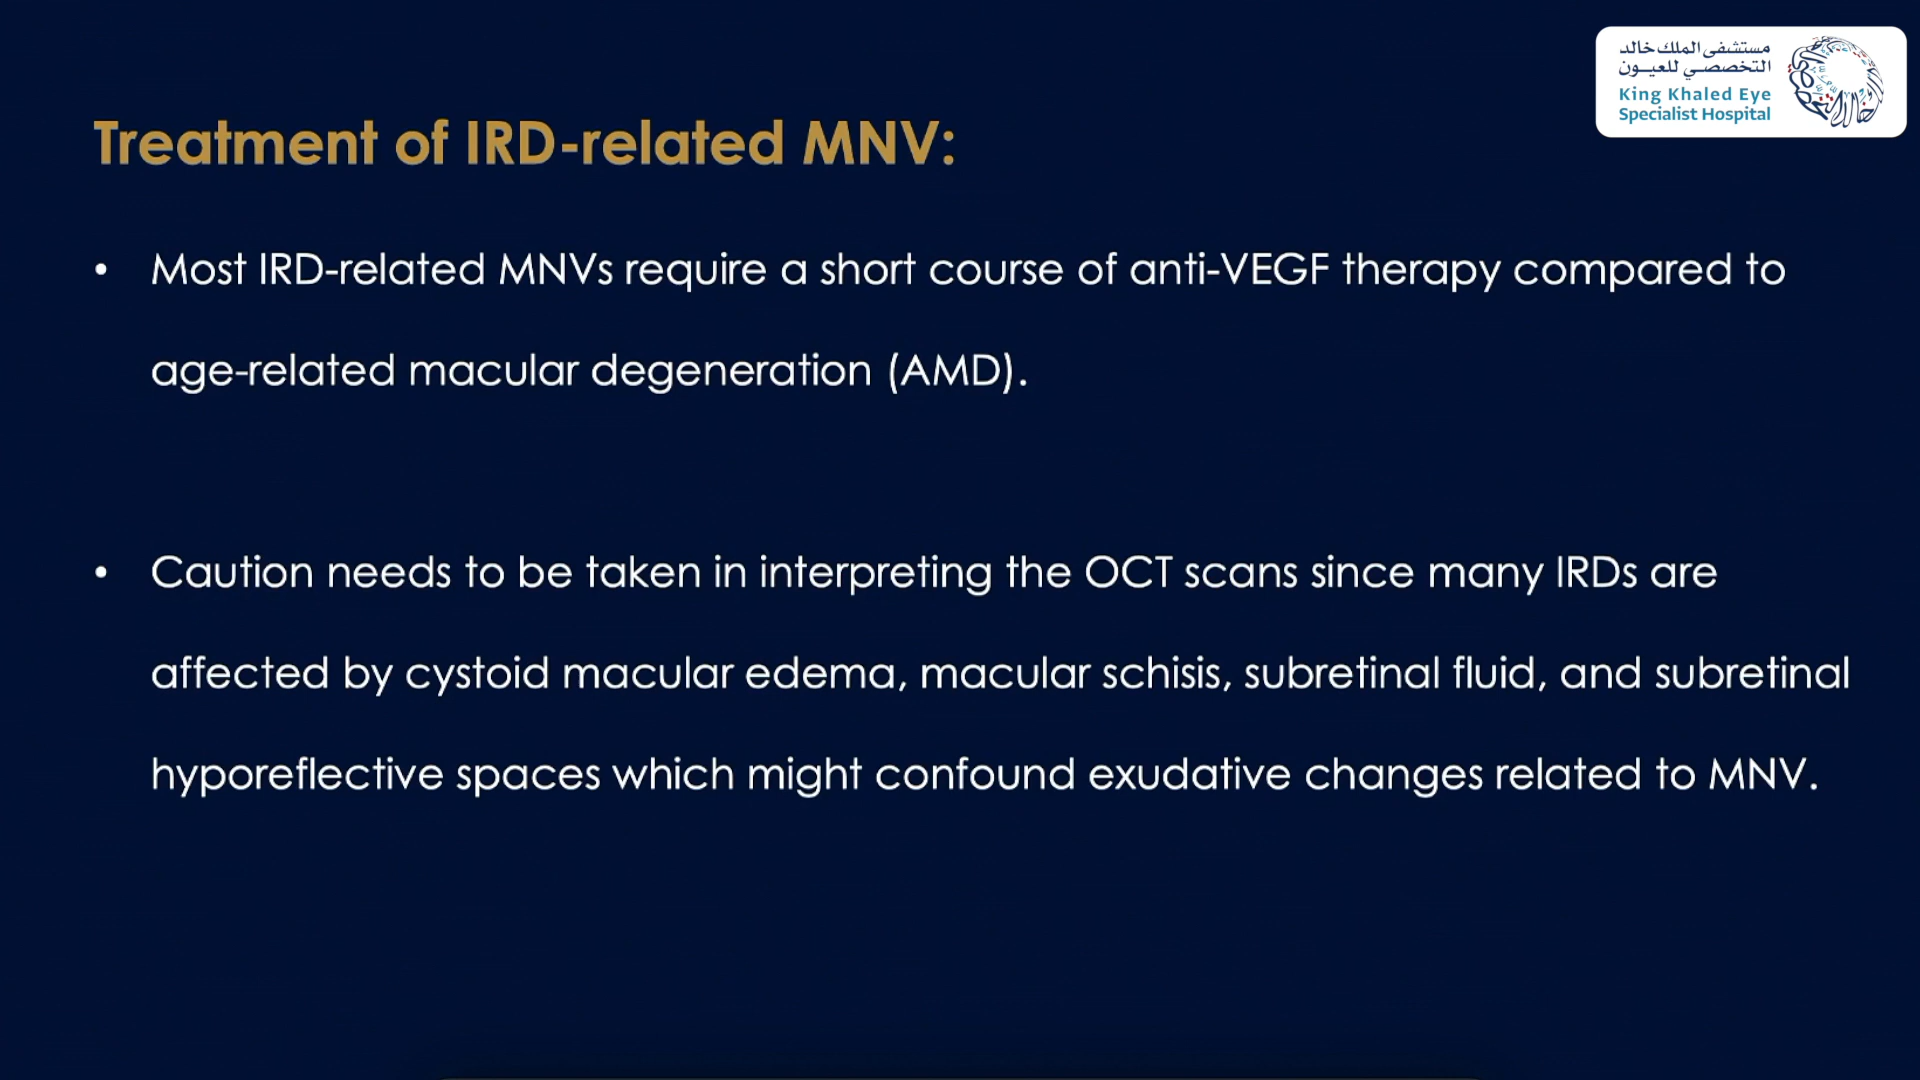 مستشفى الملك خالد
التخصصي للعيون
King Khaled Eye
Specialist Hospital
Treatment of IRD-related MNV:
• Most IRD-related MNVs require a short course of anti-VEGF therapy compared to
age-related macular degeneration (AMD).
• Caution needs to be taken in interpreting the OCT scans since many IRDs are
affected by cystoid macular edema, macular schisis, subretinal fluid, and subretinal
hyporeflective spaces which might confound exudative changes related to MNV.